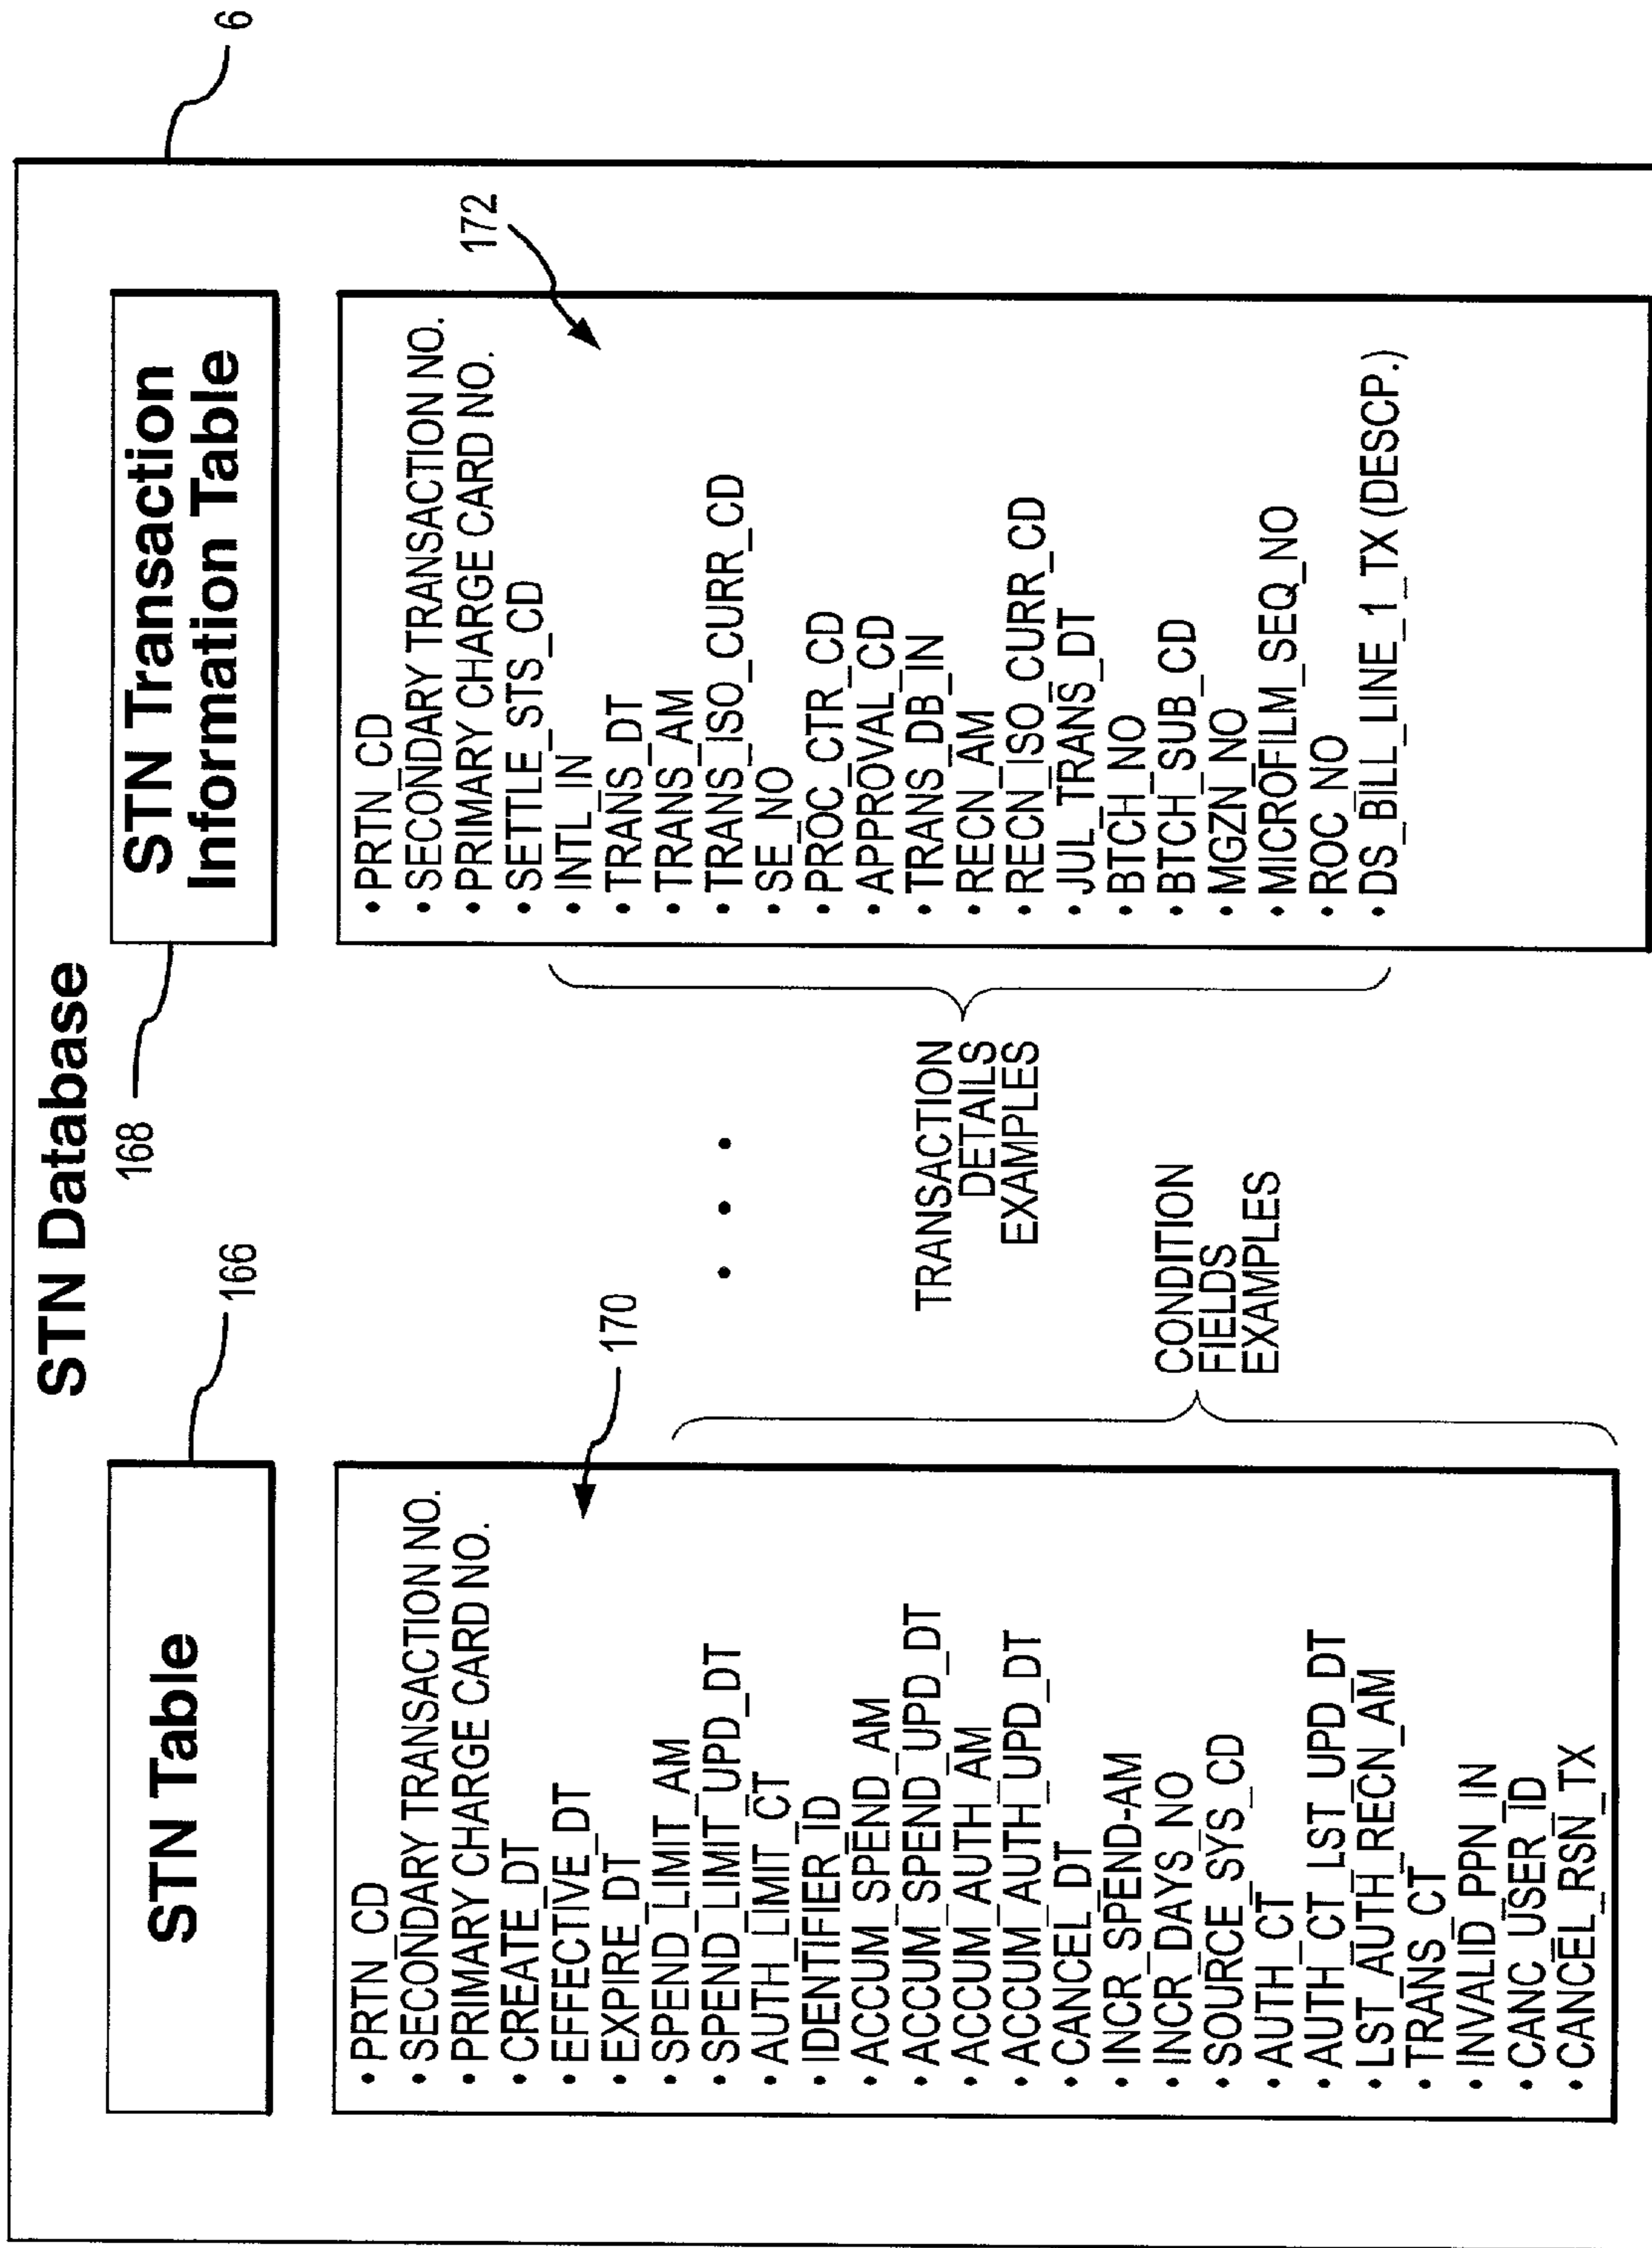 STN Database
6
STN Table
166
• PRTN_CD
• SECONDARY TRANSACTION NO.
• PRIMARY CHARGE CARD NO.
• CREATE_DT
• EFFECTIVE_DT
• EXPIRE_DT
• SPEND_LIMIT_AM
• SPEND_LIMIT_UPD_DT
• AUTH_LIMIT_CT
• IDENTIFIER_ID
• ACCUM_SPEND_AM
• ACCUM_SPEND_UPD_DT
• ACCUM_AUTH_AM
• ACCUM_AUTH_UPD_DT
• CANCEL_DT
• INCR_SPEND-AM
• INCR_DAYS_NO
• SOURCE_SYS_CD
• AUTH_CT
• AUTH_CT_LST_UPD_DT
• LST_AUTH_RECN_AM
• TRANS_CT
• INVALID_PPN_IN
• CANC_USER_ID
• CANCEL_RSN_TX
170
CONDITION
FIELDS
EXAMPLES
• • •
168
STN Transaction
Information Table
172
• PRTN_CD
• SECONDARY TRANSACTION NO.
• PRIMARY CHARGE CARD NO.
• SETTLE_STS_CD
• INTL_IN
• TRANS_DT
• TRANS_AM
• TRANS_ISO_CURR_CD
• SE_NO
• PROC_CTR_CD
• APPROVAL_CD
• TRANS_DB_IN
• RECN_AM
• RECN_ISO_CURR_CD
• JUL_TRANS_DT
• BTCH_NO
• BTCH_SUB_CD
• MGZN_NO
• MICROFILM_SEQ_NO
• ROC_NO
• DS_BILL_LINE_1_TX (DESCP.)
TRANSACTION
DETAILS
EXAMPLES